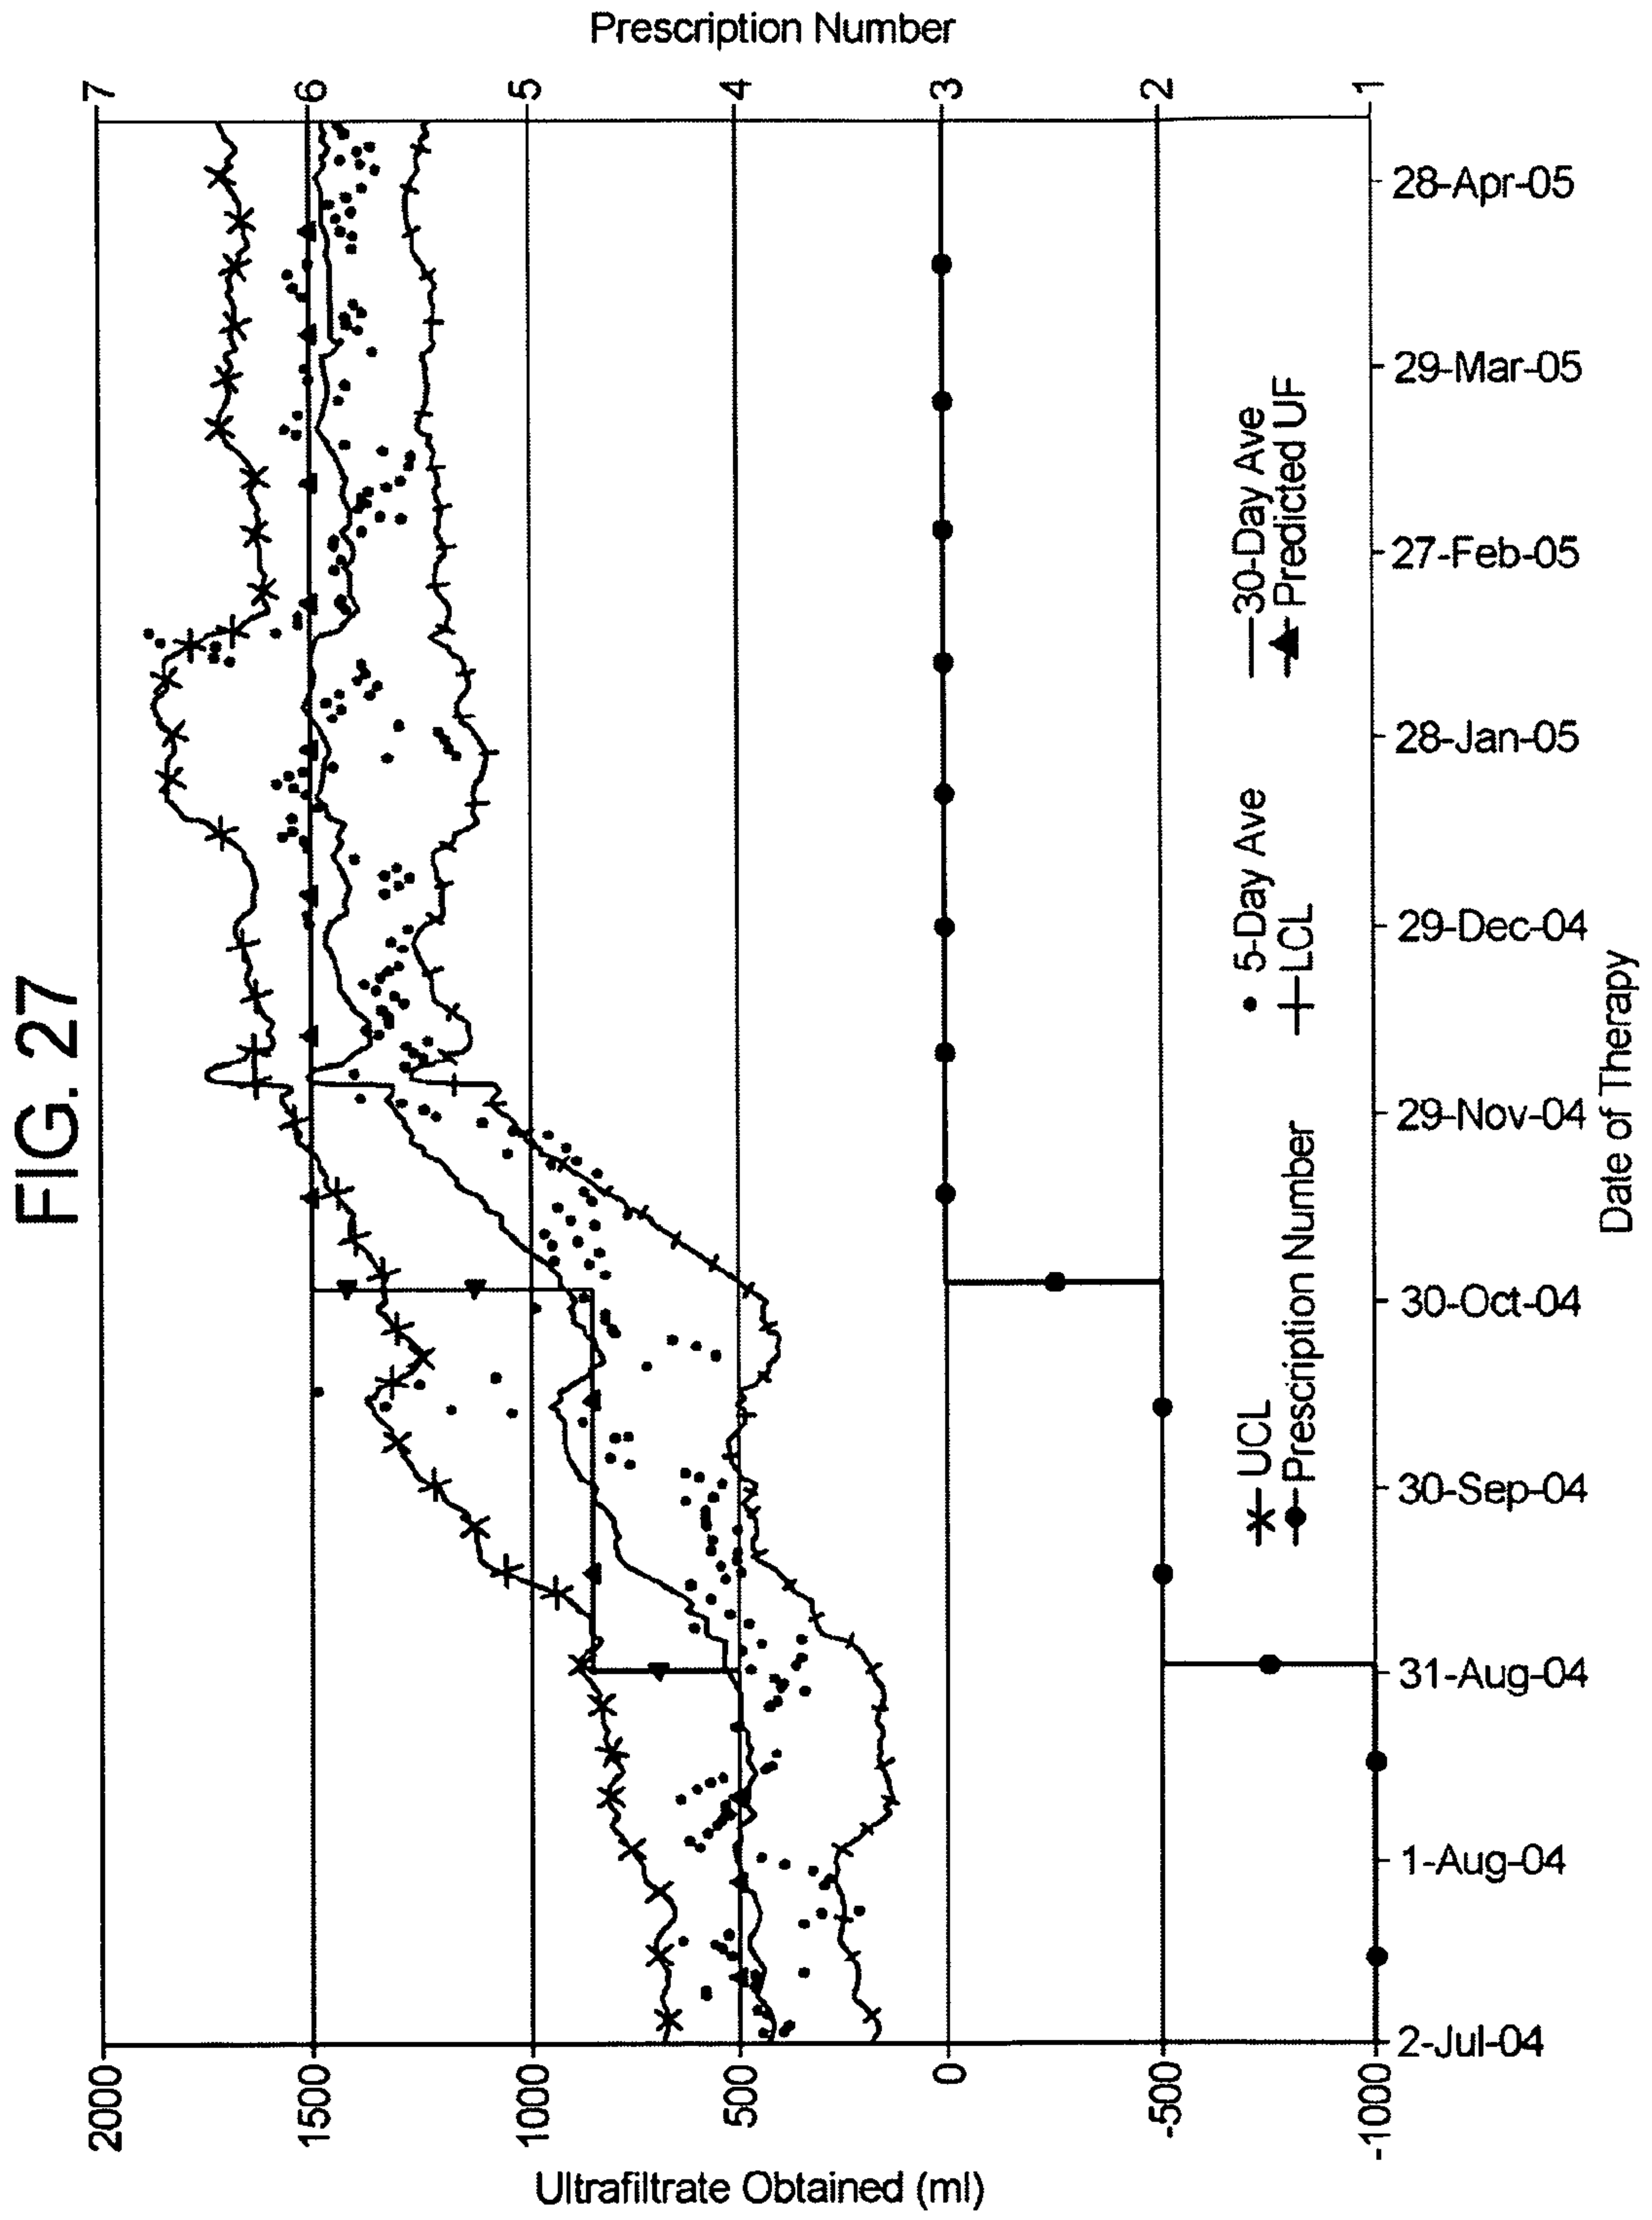 FIG. 27
Ultrafiltrate Obtained (ml)
2000
1500
1000
500
0
-500
-1000
Prescription Number
7
6
5
4
3
2
1
UCL
5-Day Ave
30-Day Ave
Prescription Number
LCL
Predicted UF
2-Jul-04
1-Aug-04
31-Aug-04
30-Sep-04
30-Oct-04
29-Nov-04
29-Dec-04
28-Jan-05
27-Feb-05
29-Mar-05
28-Apr-05
Date of Therapy